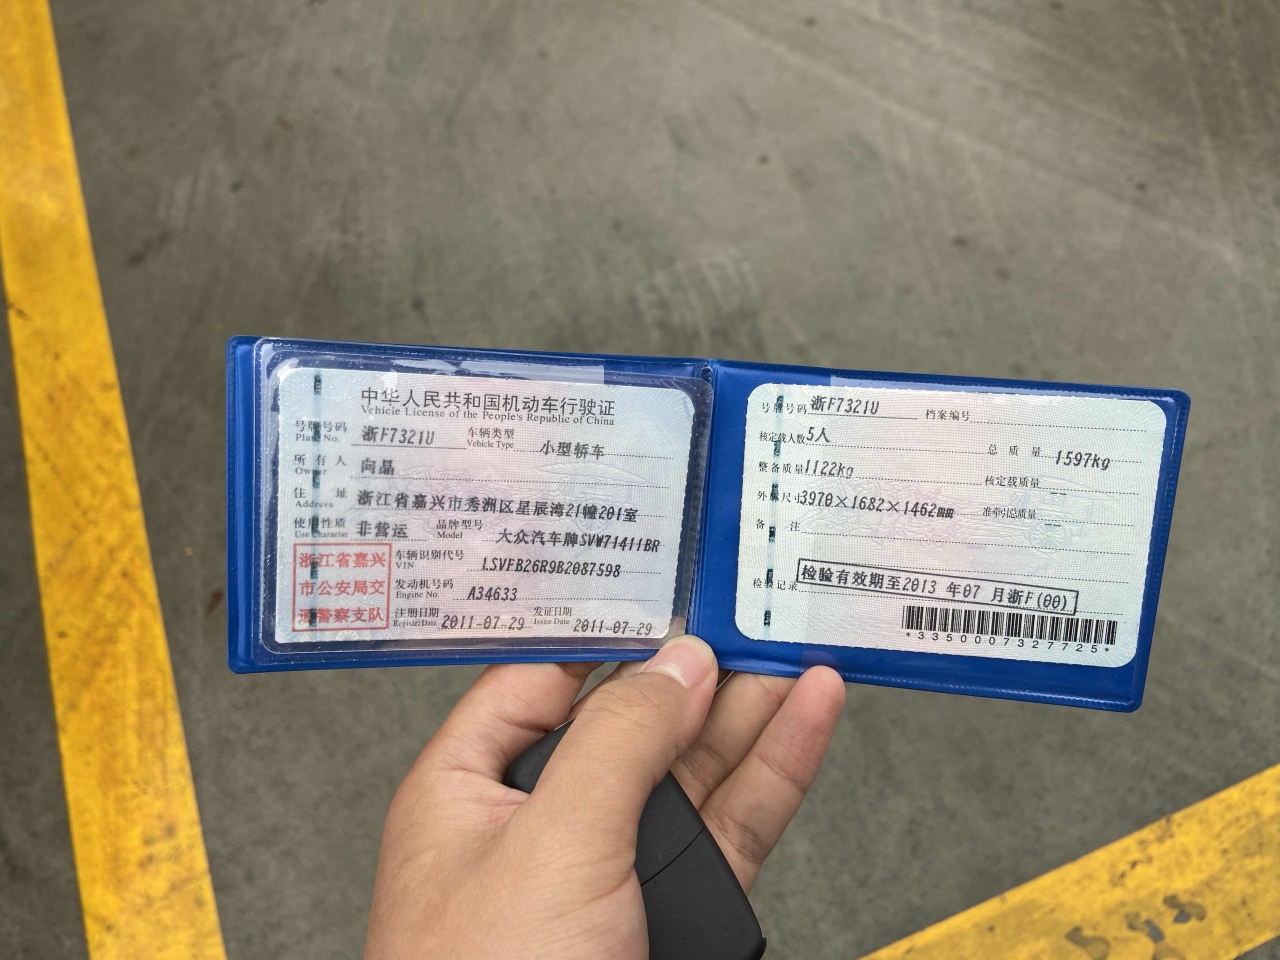 中华人民共和国机动车行驶证
Vehicle License of the People's Republic of China
号牌号码 浙F7321U 车辆类型 小型轿车
Plate No. Vehicle Type
所有人 向晶
Owner
住址 浙江省嘉兴市秀洲区星辰湾21幢201室
Address
使用性质 非营运 品牌型号 大众汽车牌SVW71411BR
Use Character Model
浙江省嘉兴
市公安局交
通警察支队
车辆识别代号 LSVFB26R9B2087598
VIN
发动机号码 A34633
Engine No.
注册日期 2011-07-29 发证日期 2011-07-29
Register Date Issue Date
号牌号码 浙F7321U 档案编号
核定载人数 5人 总质量 1597kg
整备质量 1122kg 核定载质量 --
外廓尺寸 3970×1682×1462mm 准牵引总质量 --
备注
检验记录 检验有效期至2013 年07 月浙F(00)
*3350007327725*